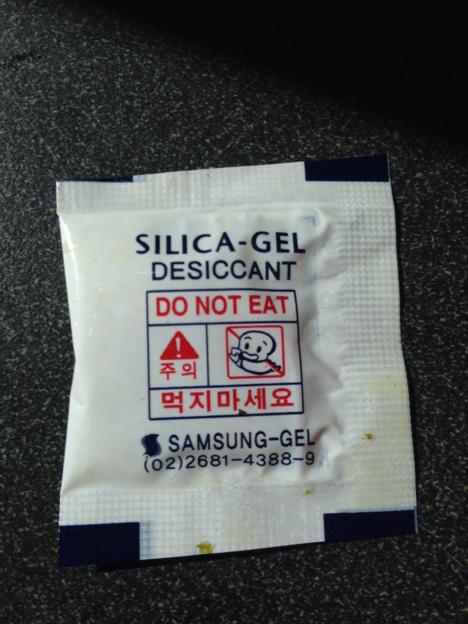 SILICA-GEL
DESICCANT
DO NOT EAT
주의
먹지마세요
SAMSUNG-GEL
(02)2681-4388-9